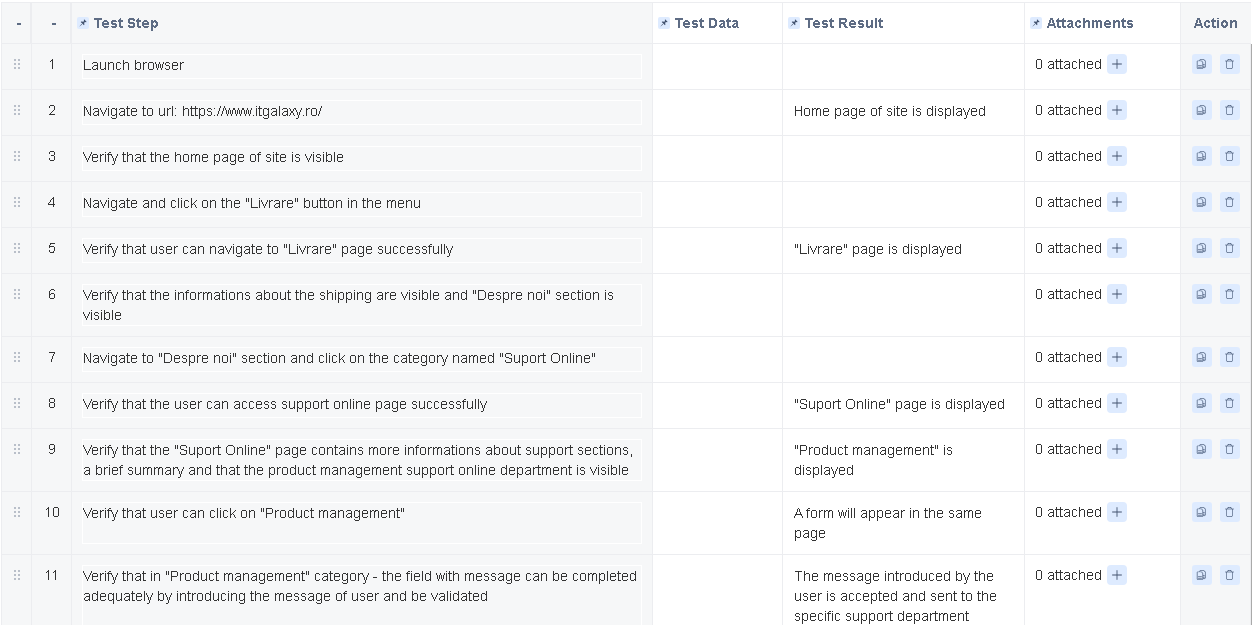 - - Test Step Test Data Test Result Attachments Action
1 Launch browser 0 attached
2 Navigate to url: https://www.itgalaxy.ro/ Home page of site is displayed 0 attached
3 Verify that the home page of site is visible 0 attached
4 Navigate and click on the "Livrare" button in the menu 0 attached
5 Verify that user can navigate to "Livrare" page successfully "Livrare" page is displayed 0 attached
6 Verify that the informations about the shipping are visible and "Despre noi" section is 0 attached
visible
7 Navigate to "Despre noi" section and click on the category named "Suport Online" 0 attached
8 Verify that the user can access support online page successfully "Suport Online" page is displayed 0 attached
9 Verify that the "Suport Online" page contains more informations about support sections, "Product management" is 0 attached
a brief summary and that the product management support online department is visible displayed
10 Verify that user can click on "Product management" A form will appear in the same 0 attached
page
11 Verify that in "Product management" category - the field with message can be completed The message introduced by the 0 attached
adequately by introducing the message of user and be validated user is accepted and sent to the
specific support department